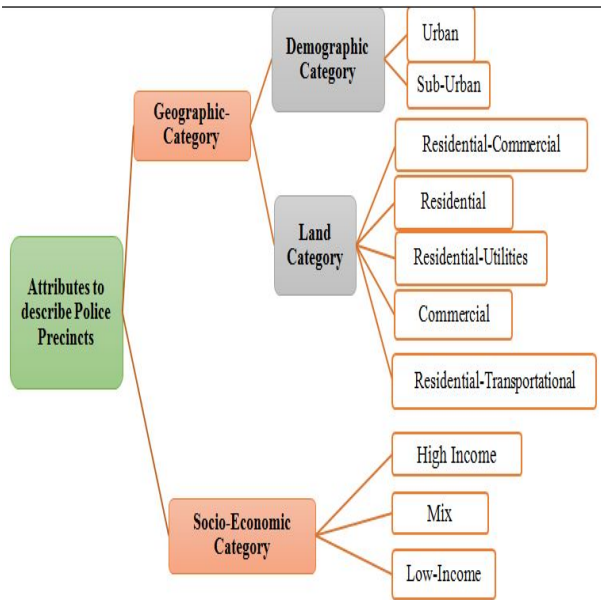 Attributes to
describe Police
Precincts
Geographic-
Category
Demographic
Category
Urban
Sub-Urban
Land
Category
Residential-Commercial
Residential
Residential-Utilities
Commercial
Residential-Transportational
Socio-Economic
Category
High Income
Mix
Low-Income